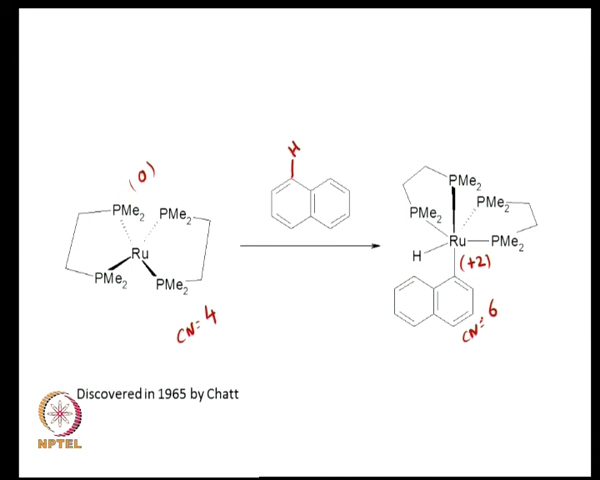 (0)
H
PMe2
PMe2
Ru
PMe2
PMe2
CN=4
PMe2
PMe2
PMe2
Ru
PMe2
H
(+2)
CN=6
Discovered in 1965 by Chatt
NPTEL